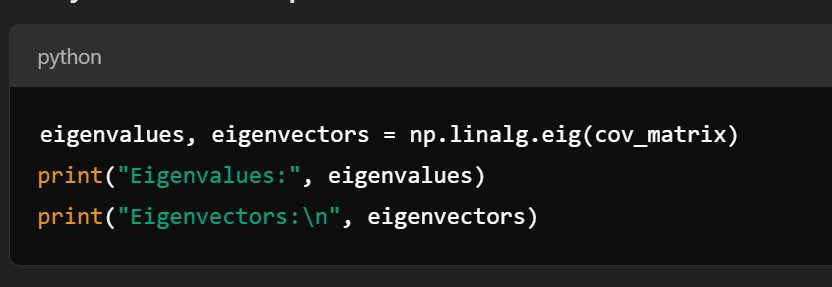 python
eigenvalues, eigenvectors = np.linalg.eig(cov_matrix)
print("Eigenvalues:", eigenvalues)
print("Eigenvectors:\n", eigenvectors)